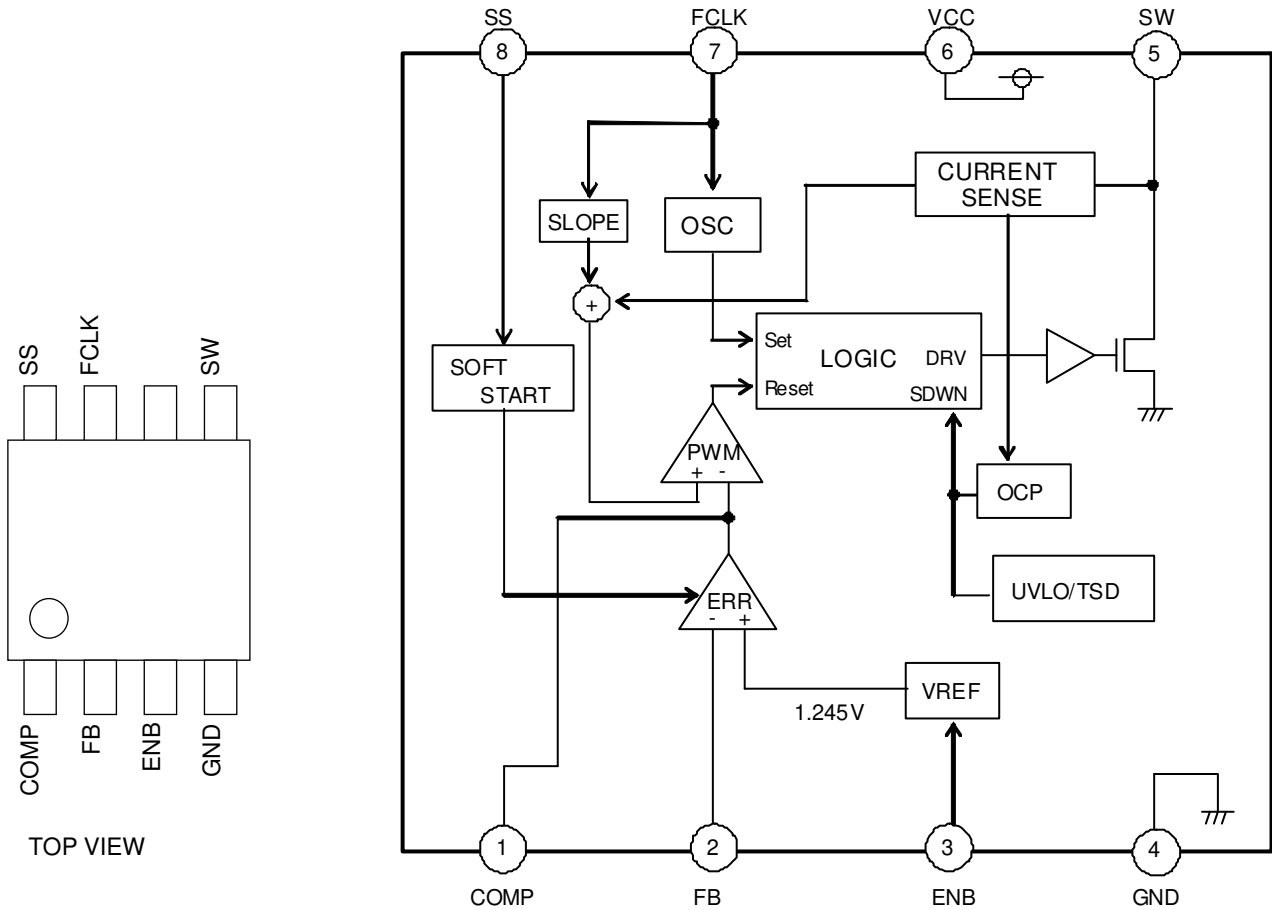 SS
FCLK
SW
COMP
FB
ENB
GND
TOP VIEW
SS
FCLK
VCC
SW
8
7
6
5
SLOPE
OSC
CURRENT
SENSE
+
SOFT
START
Set
LOGIC
DRV
Reset
SDWN
PWM
+ -
OCP
ERR
- +
UVLO/TSD
VREF
1.245V
1
2
3
4
COMP
FB
ENB
GND